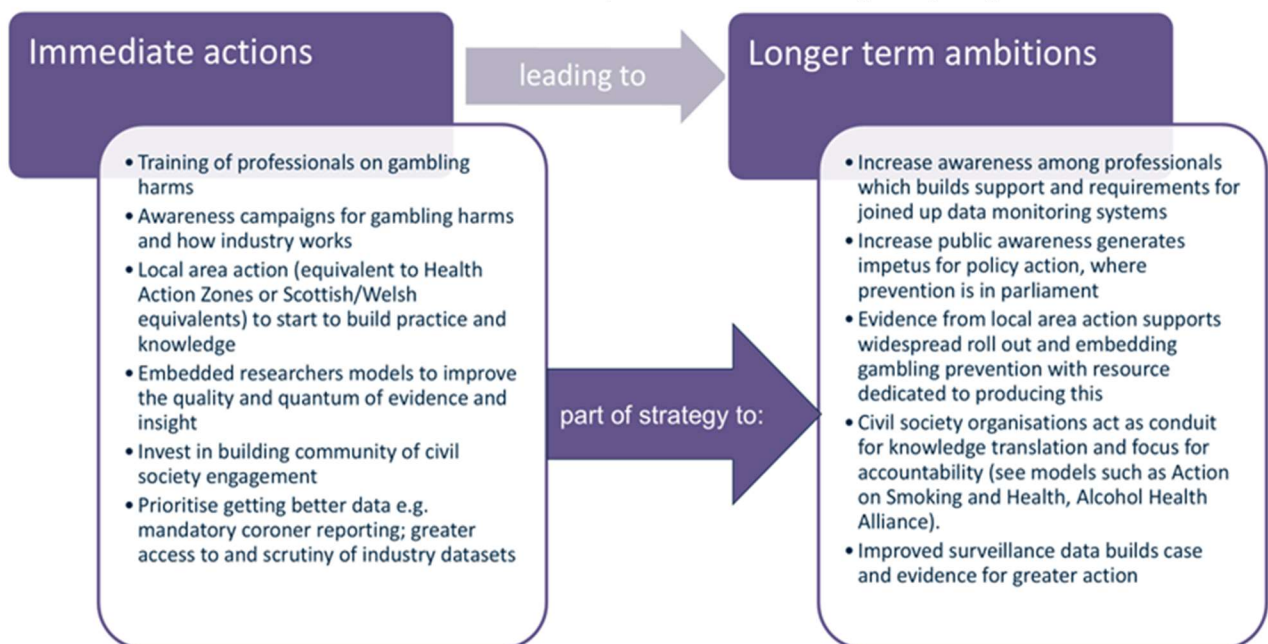 Immediate actions
leading to
Longer term ambitions
• Training of professionals on gambling
harms
• Awareness campaigns for gambling harms
and how industry works
• Local area action (equivalent to Health
Action Zones or Scottish/Welsh
equivalents) to start to build practice and
knowledge
• Embedded researchers models to improve
the quality and quantum of evidence and
insight
• Invest in building community of civil
society engagement
• Prioritise getting better data e.g.
mandatory coroner reporting; greater
access to and scrutiny of industry datasets
part of strategy to:
• Increase awareness among professionals
which builds support and requirements for
joined up data monitoring systems
• Increase public awareness generates
impetus for policy action, where
prevention is in parliament
• Evidence from local area action supports
widespread roll out and embedding
gambling prevention with resource
dedicated to producing this
• Civil society organisations act as conduit
for knowledge translation and focus for
accountability (see models such as Action
on Smoking and Health, Alcohol Health
Alliance).
• Improved surveillance data builds case
and evidence for greater action